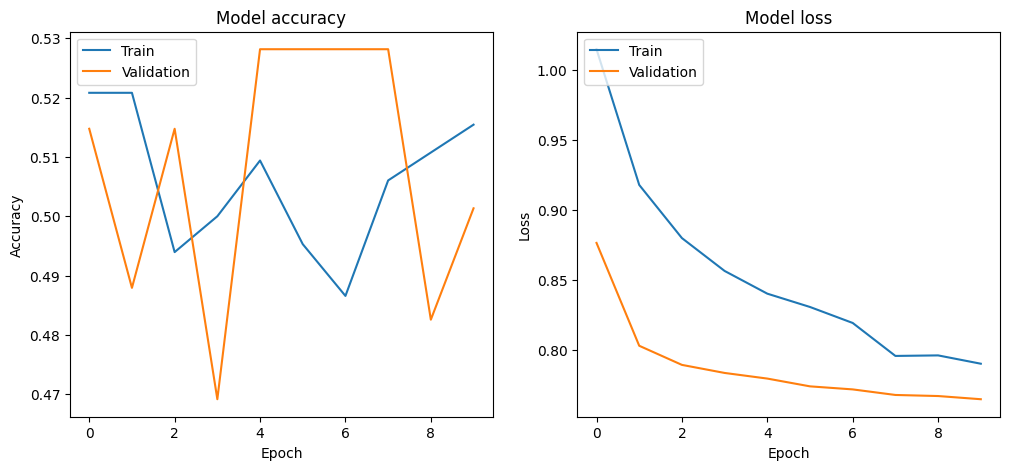 Model accuracy
Train
Validation
0.53
0.52
0.51
0.50
0.49
0.48
0.47
Accuracy
0 2 4 6 8
Epoch
Model loss
Train
Validation
1.00
0.95
0.90
0.85
0.80
Loss
0 2 4 6 8
Epoch